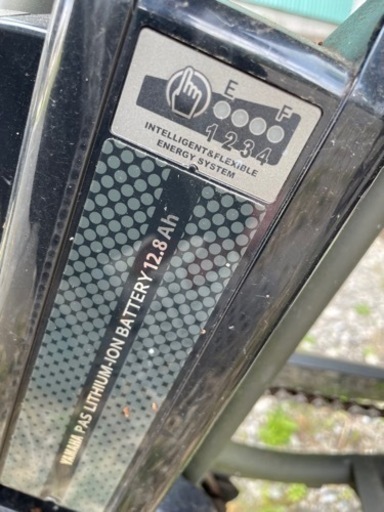 E F
1 2 3 4
INTELLIGENT&FLEXIBLE
ENERGY SYSTEM
YAMAHA PAS LITHIUM-ION BATTERY 12.8 Ah